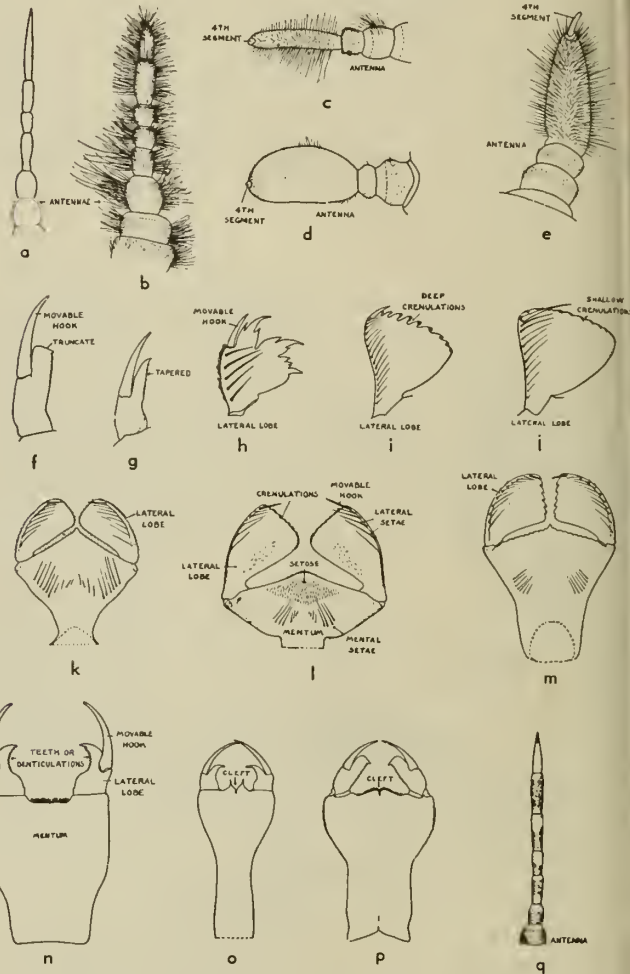 4TH
SEGMENT
ANTENNA
c
4TH
SEGMENT
ANTENNA
e
ANTENNAE
a
b
4TH
SEGMENT
ANTENNA
d
MOVABLE
HOOK
TRUNCATE
f
TAPERED
g
MOVABLE
HOOK
LATERAL LOBE
h
DEEP
CRENULATIONS
LATERAL LOBE
i
SHALLOW
CRENULATIONS
LATERAL LOBE
j
LATERAL
LOBE
k
CRENULATIONS
MOVABLE
HOOK
LATERAL
SETAE
LATERAL
LOBE
SETOSE
MENTUM
MENTAL
SETAE
l
LATERAL
LOBE
m
MOVABLE
HOOK
TEETH OR
DENTICULATIONS
LATERAL
LOBE
MENTUM
n
CLEFT
o
CLEFT
p
ANTENNA
q